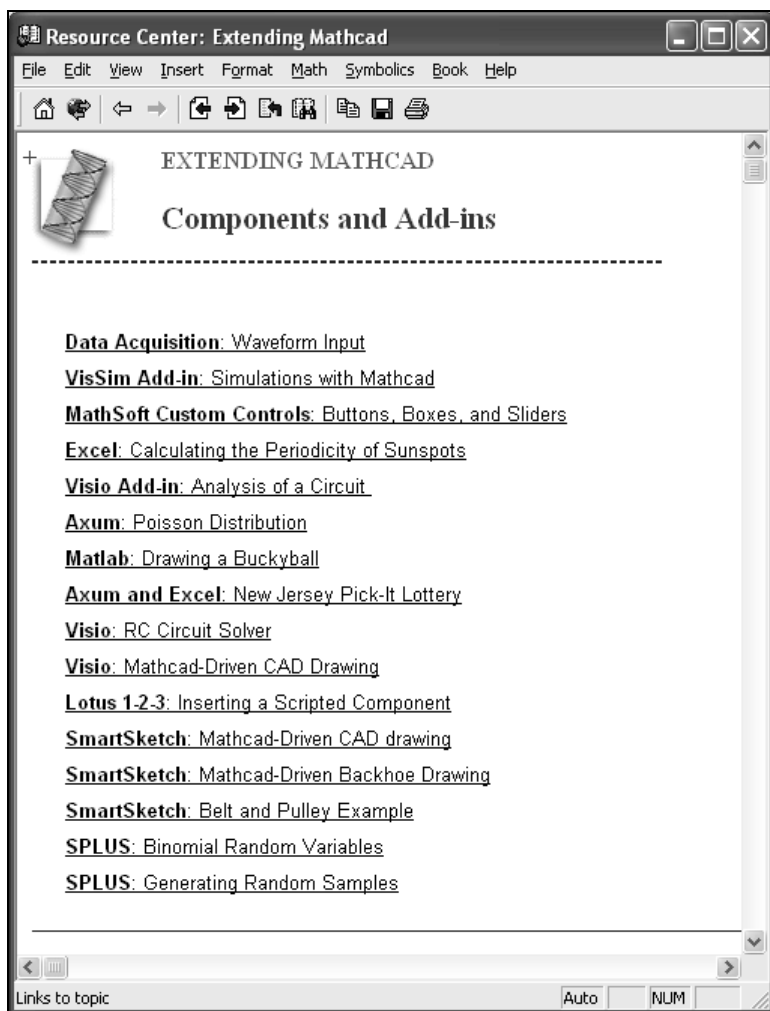 Resource Center: Extending Mathcad
File Edit View Insert Format Math Symbolics Book Help
EXTENDING MATHCAD
Components and Add-ins
Data Acquisition: Waveform Input
VisSim Add-in: Simulations with Mathcad
MathSoft Custom Controls: Buttons, Boxes, and Sliders
Excel: Calculating the Periodicity of Sunspots
Visio Add-in: Analysis of a Circuit
Axum: Poisson Distribution
Matlab: Drawing a Buckyball
Axum and Excel: New Jersey Pick-It Lottery
Visio: RC Circuit Solver
Visio: Mathcad-Driven CAD Drawing
Lotus 1-2-3: Inserting a Scripted Component
SmartSketch: Mathcad-Driven CAD drawing
SmartSketch: Mathcad-Driven Backhoe Drawing
SmartSketch: Belt and Pulley Example
SPLUS: Binomial Random Variables
SPLUS: Generating Random Samples
Links to topic Auto NUM